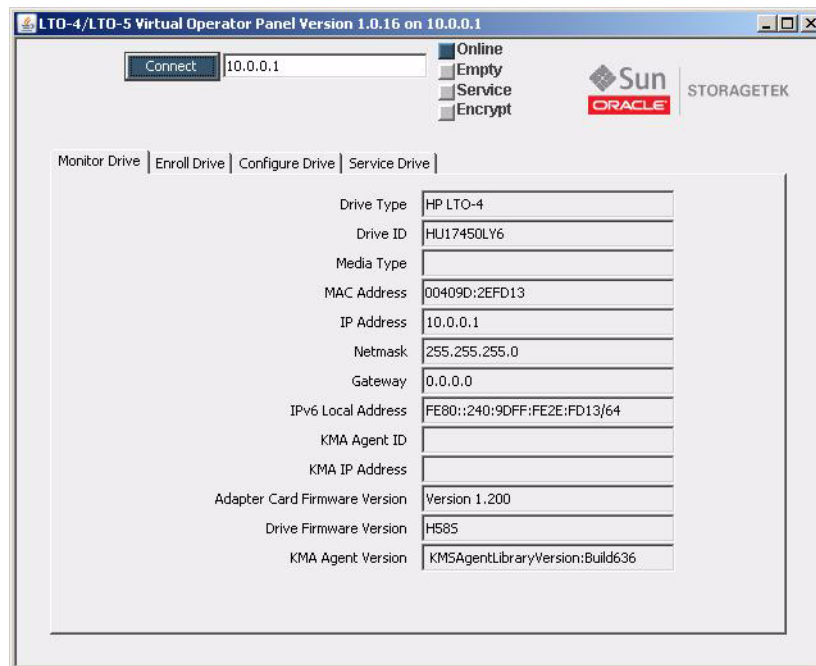 LTO-4/LTO-5 Virtual Operator Panel Version 1.0.16 on 10.0.0.1
Connect 10.0.0.1
Online
Empty
Service
Encrypt
Sun
ORACLE
STORAGETEK
Monitor Drive Enroll Drive Configure Drive Service Drive
Drive Type HP LTO-4
Drive ID HU17450LY6
Media Type
MAC Address 00409D:2EFD13
IP Address 10.0.0.1
Netmask 255.255.255.0
Gateway 0.0.0.0
IPv6 Local Address FE80::240:9DFF:FE2E:FD13/64
KMA Agent ID
KMA IP Address
Adapter Card Firmware Version Version 1.200
Drive Firmware Version H58S
KMA Agent Version KMSAgentLibraryVersion:Build636